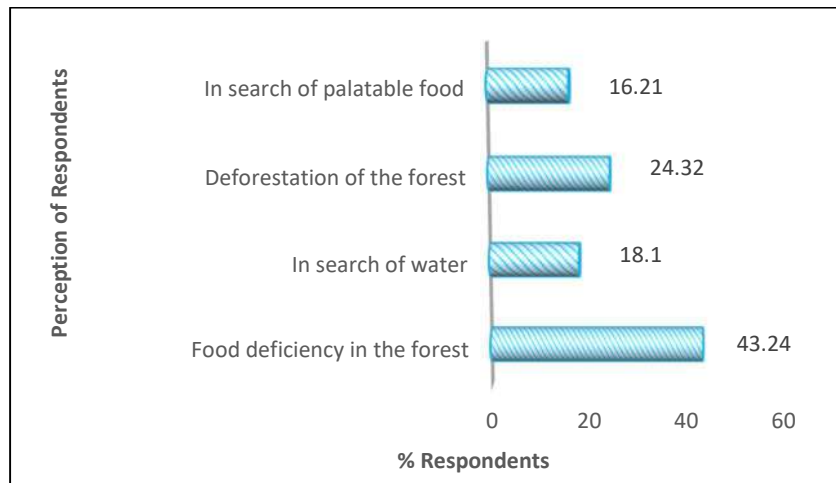 Perception of Respondents
In search of palatable food
16.21
Deforestation of the forest
24.32
In search of water
18.1
Food deficiency in the forest
43.24
0 20 40 60
% Respondents